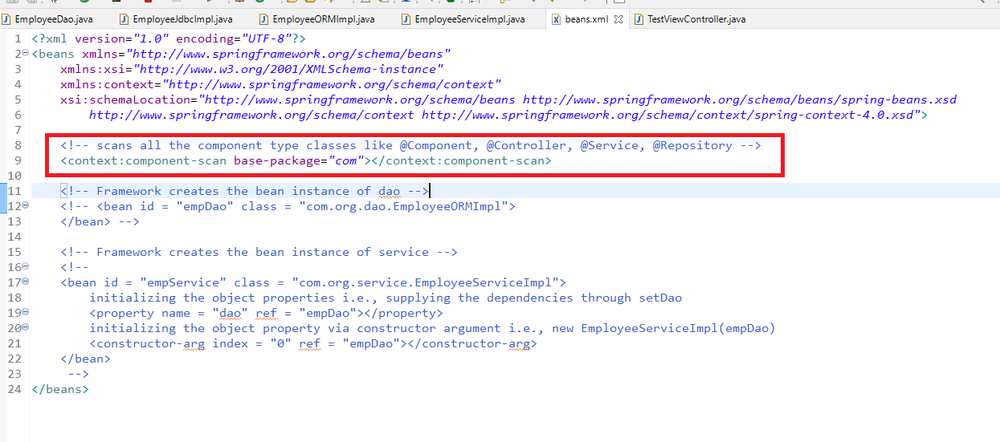 EmployeeDao.java EmployeeJdbcImpl.java EmployeeORMImpl.java EmployeeServiceImpl.java beans.xml TestViewController.java
1 <?xml version="1.0" encoding="UTF-8"?>
2 <beans xmlns="http://www.springframework.org/schema/beans"
3 xmlns:xsi="http://www.w3.org/2001/XMLSchema-instance"
4 xmlns:context="http://www.springframework.org/schema/context"
5 xsi:schemaLocation="http://www.springframework.org/schema/beans http://www.springframework.org/schema/beans/spring-beans.xsd
6 http://www.springframework.org/schema/context http://www.springframework.org/schema/context/spring-context-4.0.xsd">
7
8 <!-- scans all the component type classes like @Component, @Controller, @Service, @Repository -->
9 <context:component-scan base-package="com"></context:component-scan>
10
11 <!-- Framework creates the bean instance of dao -->
12 <!-- <bean id = "empDao" class = "com.org.dao.EmployeeORMImpl">
13 </bean> -->
14
15 <!-- Framework creates the bean instance of service -->
16 <!--
17 <bean id = "empService" class = "com.org.service.EmployeeServiceImpl">
18 initializing the object properties i.e., supplying the dependencies through setDao
19 <property name = "dao" ref = "empDao"></property>
20 initializing the object property via constructor argument i.e., new EmployeeServiceImpl(empDao)
21 <constructor-arg index = "0" ref = "empDao"></constructor-arg>
22 </bean>
23 -->
24 </beans>